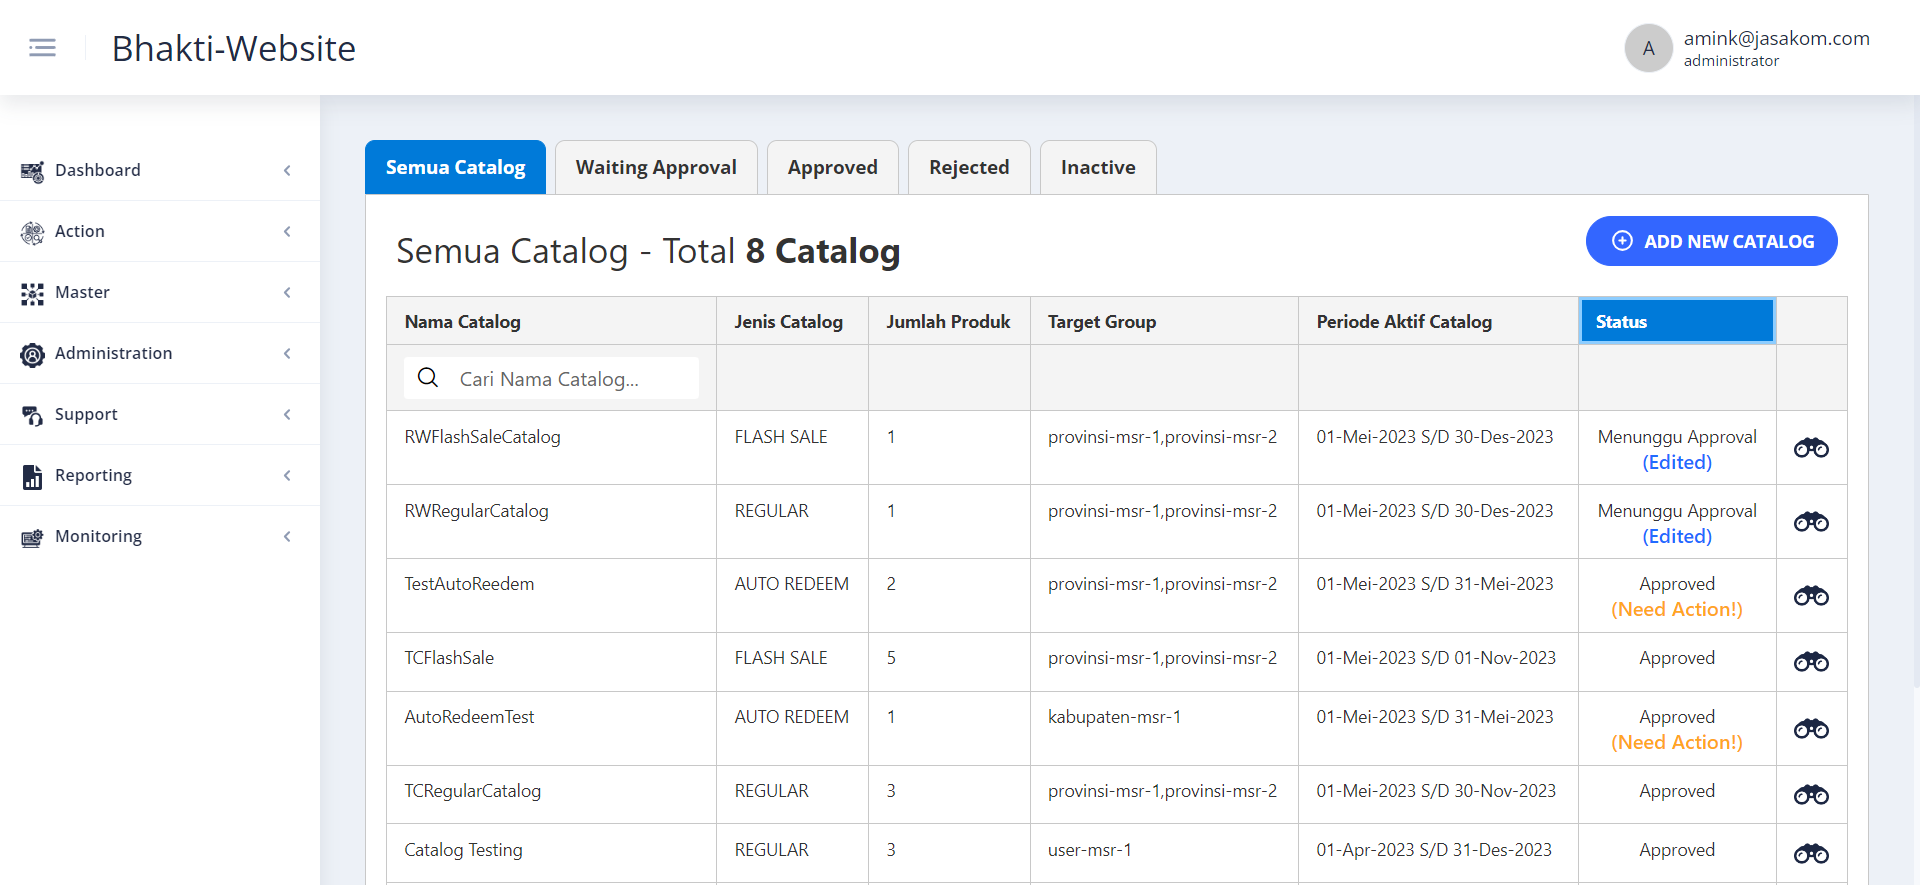 Bhakti-Website
A
amink@jasakom.com
administrator
Dashboard
Action
Master
Administration
Support
Reporting
Monitoring
Semua Catalog
Waiting Approval
Approved
Rejected
Inactive
Semua Catalog - Total 8 Catalog
ADD NEW CATALOG
Nama Catalog Jenis Catalog Jumlah Produk Target Group Periode Aktif Catalog Status
Cari Nama Catalog...
RWFlashSaleCatalog FLASH SALE 1 provinsi-msr-1,provinsi-msr-2 01-Mei-2023 S/D 30-Des-2023 Menunggu Approval
(Edited)
RWRegularCatalog REGULAR 1 provinsi-msr-1,provinsi-msr-2 01-Mei-2023 S/D 30-Des-2023 Menunggu Approval
(Edited)
TestAutoReedem AUTO REDEEM 2 provinsi-msr-1,provinsi-msr-2 01-Mei-2023 S/D 31-Mei-2023 Approved
(Need Action!)
TCFlashSale FLASH SALE 5 provinsi-msr-1,provinsi-msr-2 01-Mei-2023 S/D 01-Nov-2023 Approved
AutoRedeemTest AUTO REDEEM 1 kabupaten-msr-1 01-Mei-2023 S/D 31-Mei-2023 Approved
(Need Action!)
TCRegularCatalog REGULAR 3 provinsi-msr-1,provinsi-msr-2 01-Mei-2023 S/D 30-Nov-2023 Approved
Catalog Testing REGULAR 3 user-msr-1 01-Apr-2023 S/D 31-Des-2023 Approved